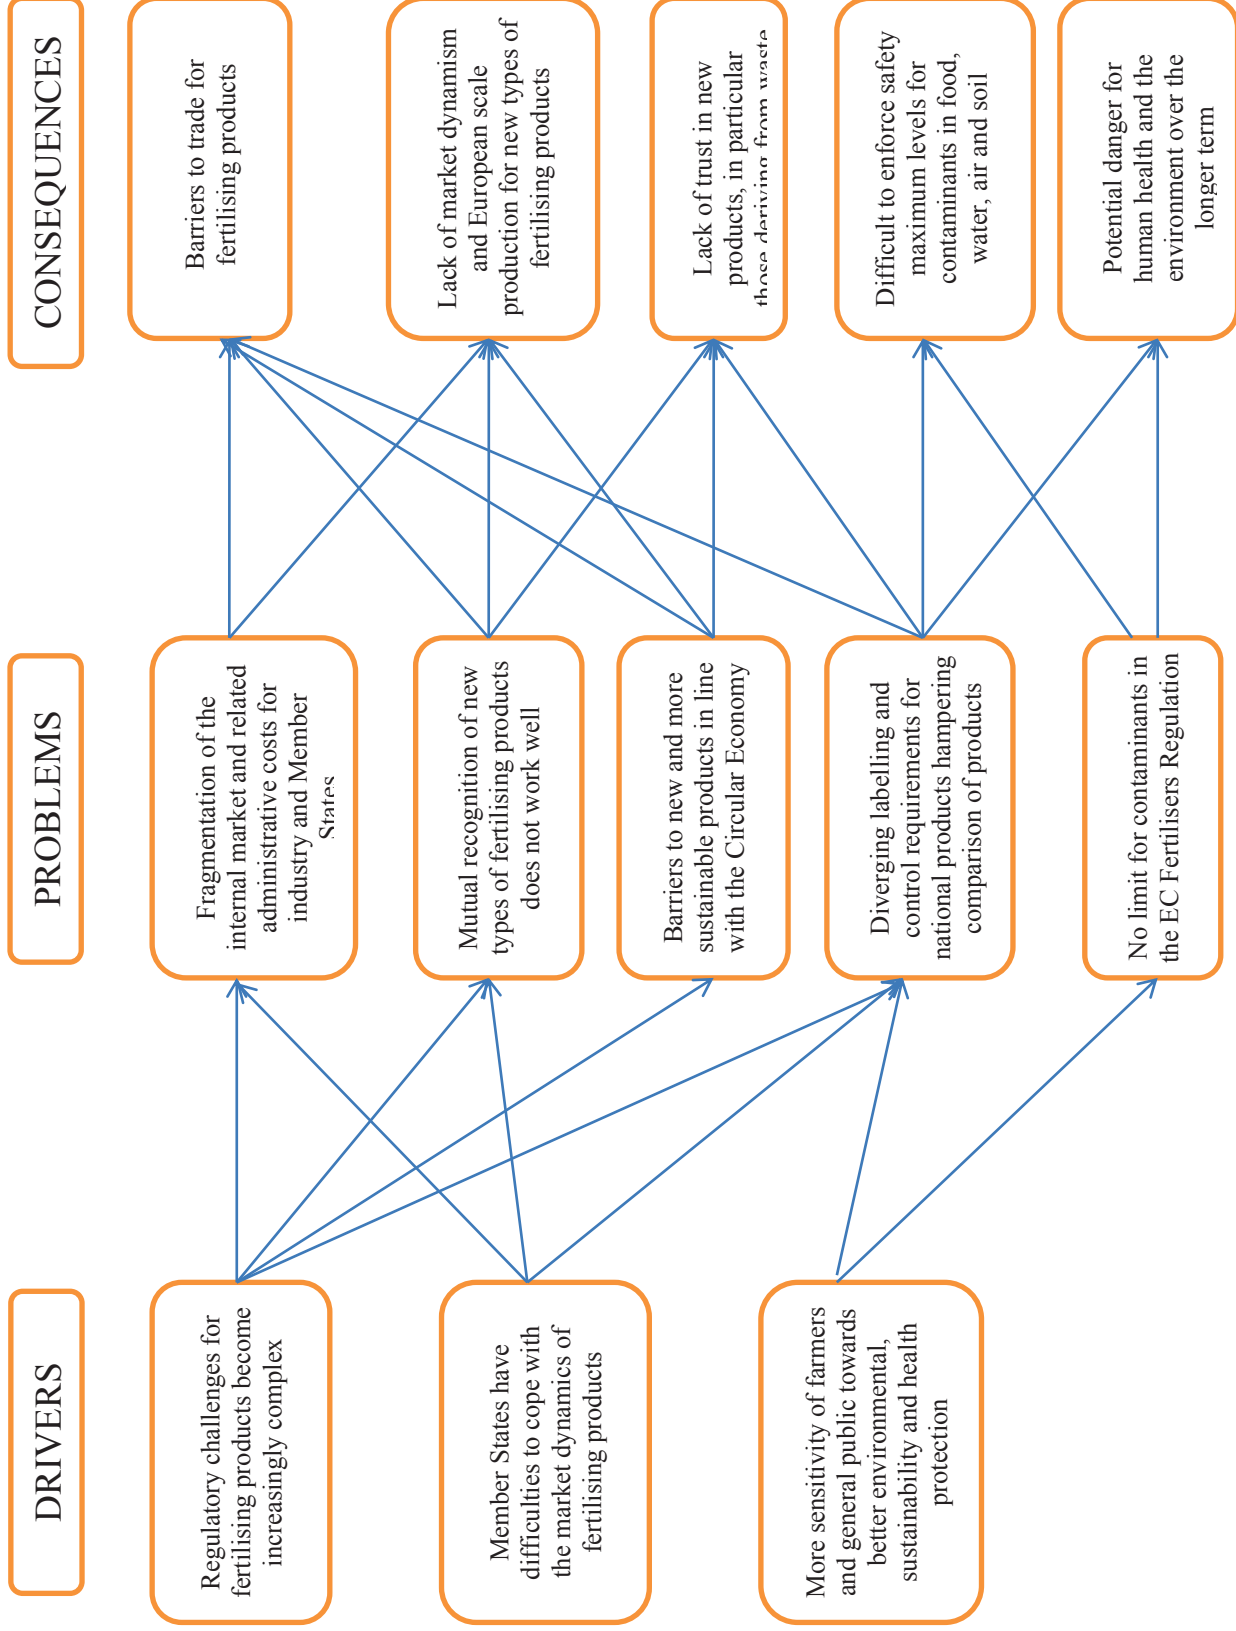 DRIVERS
Regulatory challenges for
fertilising products become
increasingly complex
Member States have
difficulties to cope with
the market dynamics of
fertilising products
More sensitivity of farmers
and general public towards
better environmental,
sustainability and health
protection
PROBLEMS
Fragmentation of the
internal market and related
administrative costs for
industry and Member
States
Mutual recognition of new
types of fertilising products
does not work well
Barriers to new and more
sustainable products in line
with the Circular Economy
Diverging labelling and
control requirements for
national products hampering
comparison of products
No limit for contaminants in
the EC Fertilisers Regulation
CONSEQUENCES
Barriers to trade for
fertilising products
Lack of market dynamism
and European scale
production for new types of
fertilising products
Lack of trust in new
products, in particular
those deriving from waste
Difficult to enforce safety
maximum levels for
contaminants in food,
water, air and soil
Potential danger for
human health and the
environment over the
longer term